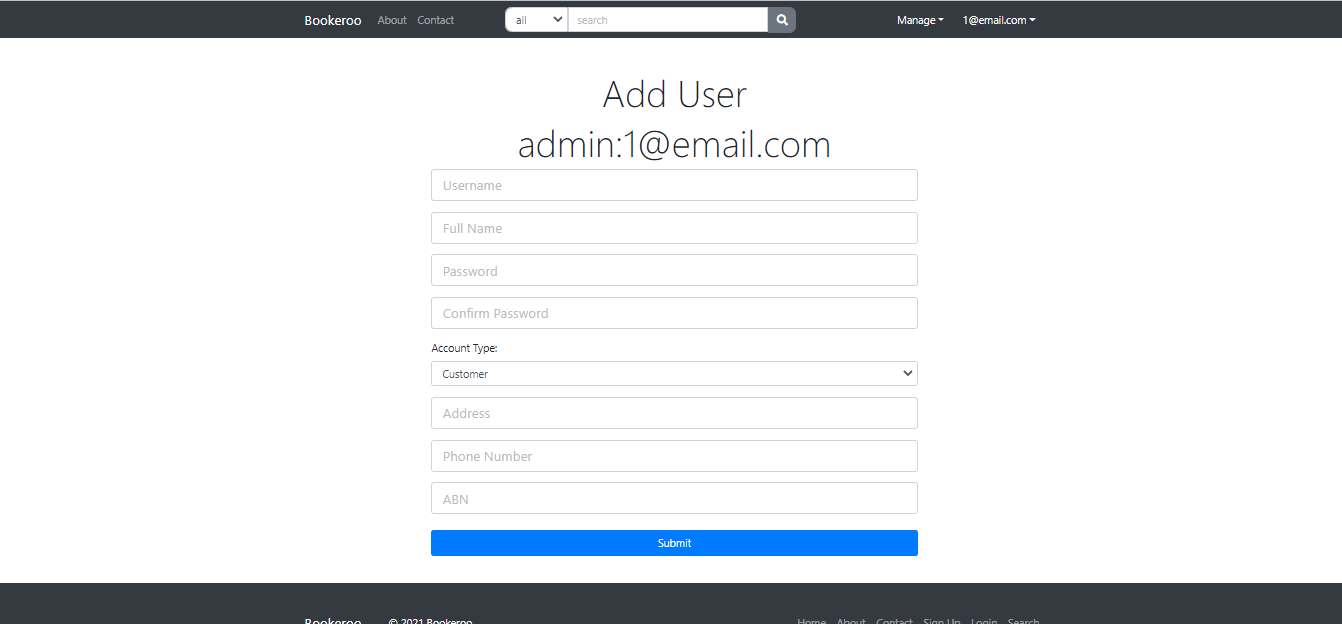 Bookeroo About Contact all search Manage 1@email.com
Add User
admin:1@email.com
Username
Full Name
Password
Confirm Password
Account Type:
Customer
Address
Phone Number
ABN
Submit
Bookeroo © 2021 Bookeroo Home About Contact Sign Up Login Search